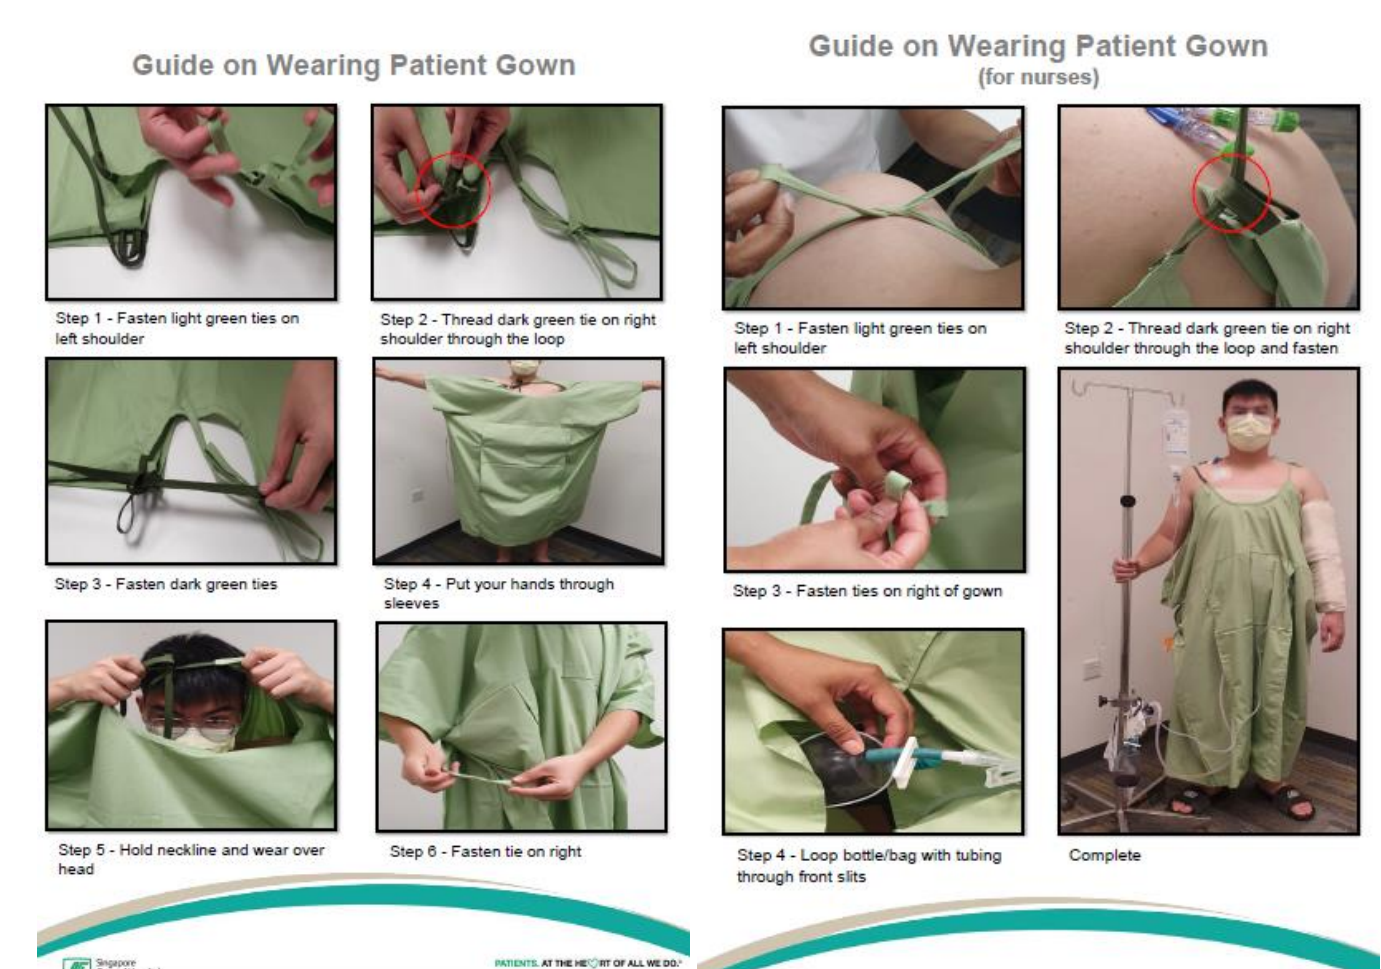 Guide on Wearing Patient Gown
Step 1 - Fasten light green ties on
left shoulder
Step 2 - Thread dark green tie on right
shoulder through the loop
Step 3 - Fasten dark green ties
Step 4 - Put your hands through
sleeves
Step 5 - Hold neckline and wear over
head
Step 6 - Fasten tie on right
Singapore
PATIENTS. AT THE HEART OF ALL WE DO.®
Guide on Wearing Patient Gown
(for nurses)
Step 1 - Fasten light green ties on
left shoulder
Step 2 - Thread dark green tie on right
shoulder through the loop and fasten
Step 3 - Fasten ties on right of gown
Step 4 - Loop bottle/bag with tubing
through front slits
Complete